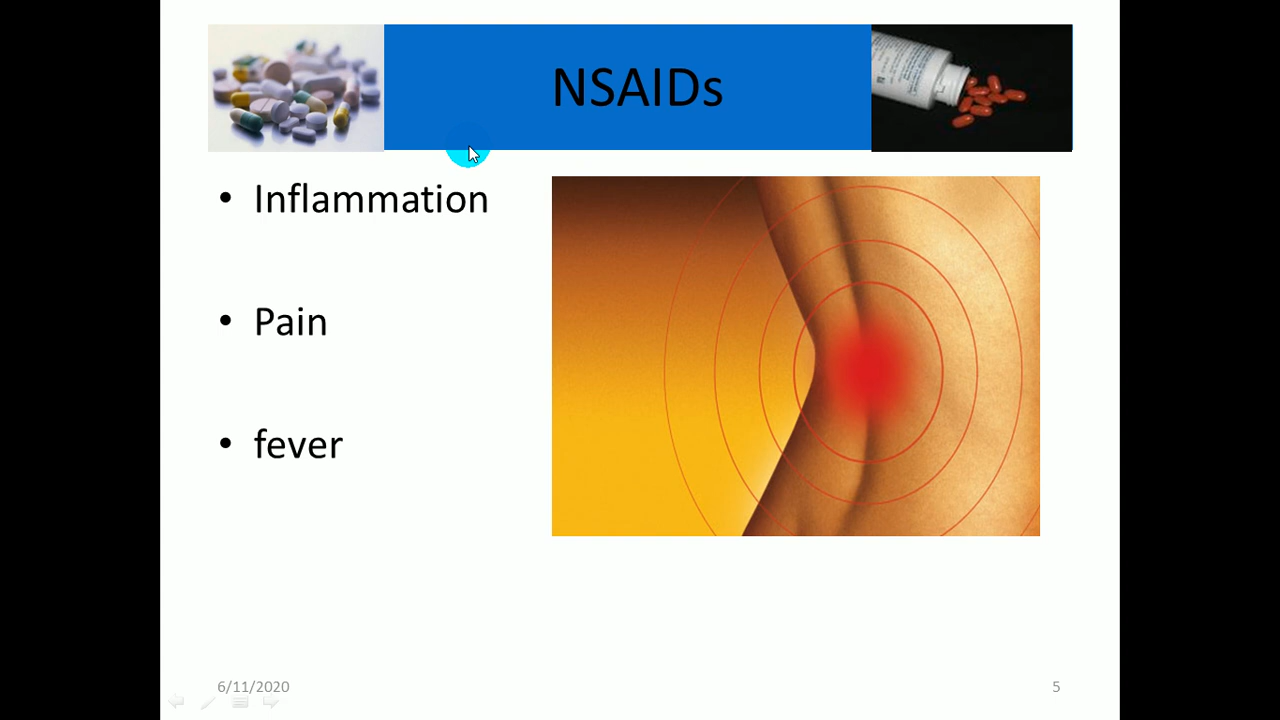 NSAIDs
• Inflammation
• Pain
• fever
6/11/2020
5